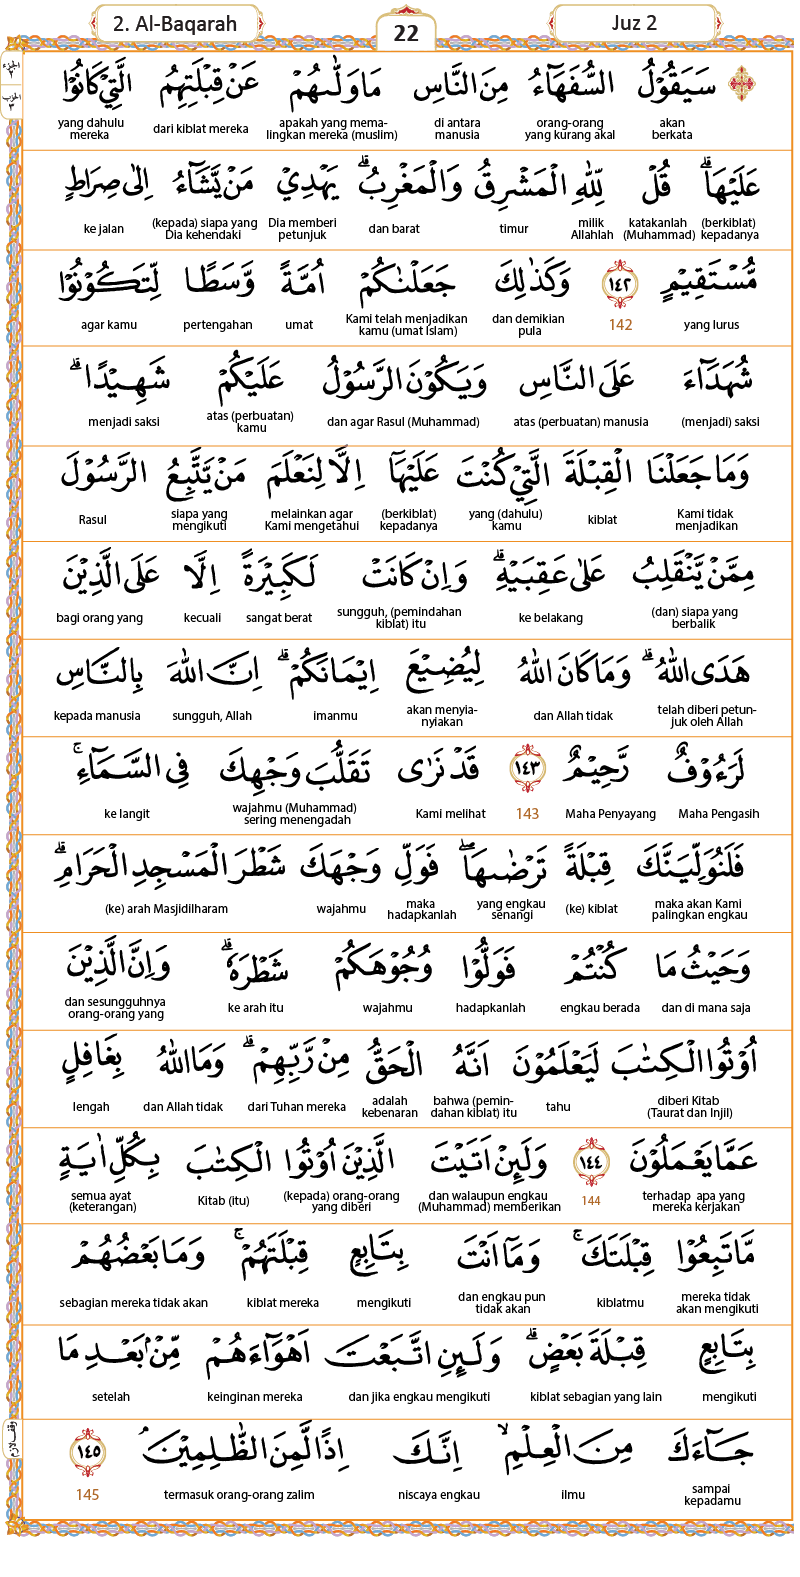 2. Al-Baqarah
22
Juz 2
الجزء ٢
الحزب ٣
سَيَقُوْلُ السُّفَهَاۤءُ مِنَ النَّاسِ مَا وَلّٰىهُمْ عَنْ قِبْلَتِهِمُ الَّتِيْ كَانُوْا
akan berkata orang-orang yang kurang akal di antara manusia apakah yang mema-lingkan mereka (muslim) dari kiblat mereka yang dahulu mereka
عَلَيْهَاۗ قُلْ لِّلّٰهِ الْمَشْرِقُ وَالْمَغْرِبُۗ يَهْدِيْ مَنْ يَّشَاۤءُ اِلٰى صِرَاطٍ
(berkiblat) kepadanya katakanlah (Muhammad) milik Allahlah timur dan barat Dia memberi petunjuk (kepada) siapa yang Dia kehendaki ke jalan
مُّسْتَقِيْمٍ ١٤٢ وَكَذٰلِكَ جَعَلْنٰكُمْ اُمَّةً وَّسَطًا لِّتَكُوْنُوْا
yang lurus 142 dan demikian pula Kami telah menjadikan kamu (umat Islam) umat pertengahan agar kamu
شُهَدَاۤءَ عَلَى النَّاسِ وَيَكُوْنَ الرَّسُوْلُ عَلَيْكُمْ شَهِيْدًاۗ
(menjadi) saksi atas (perbuatan) manusia dan agar Rasul (Muhammad) atas (perbuatan) kamu menjadi saksi
وَمَا جَعَلْنَا الْقِبْلَةَ الَّتِيْ كُنْتَ عَلَيْهَآ اِلَّا لِنَعْلَمَ مَنْ يَّتَّبِعُ الرَّسُوْلَ
Kami tidak menjadikan kiblat yang (dahulu) kamu (berkiblat) kepadanya melainkan agar Kami mengetahui siapa yang mengikuti Rasul
مِمَّنْ يَّنْقَلِبُ عَلٰى عَقِبَيْهِۗ وَاِنْ كَانَتْ لَكَبِيْرَةً اِلَّا عَلَى الَّذِيْنَ
(dan) siapa yang berbalik ke belakang sungguh, (pemindahan kiblat) itu sangat berat kecuali bagi orang yang
هَدَى اللّٰهُۗ وَمَا كَانَ اللّٰهُ لِيُضِيْعَ اِيْمَانَكُمْۗ اِنَّ اللّٰهَ بِالنَّاسِ
telah diberi petun-juk oleh Allah dan Allah tidak akan menyia-nyiakan imanmu sungguh, Allah kepada manusia
لَرَءُوْفٌ رَّحِيْمٌ ١٤٣ قَدْ نَرٰى تَقَلُّبَ وَجْهِكَ فِى السَّمَاۤءِۚ
Maha Pengasih Maha Penyayang 143 Kami melihat wajahmu (Muhammad) sering menengadah ke langit
فَلَنُوَلِّيَنَّكَ قِبْلَةً تَرْضٰىهَاۖ فَوَلِّ وَجْهَكَ شَطْرَ الْمَسْجِدِ الْحَرَامِۗ
maka akan Kami palingkan engkau (ke) kiblat yang engkau senangi maka hadapkanlah wajahmu (ke) arah Masjidilharam
وَحَيْثُ مَا كُنْتُمْ فَوَلُّوْا وُجُوْهَكُمْ شَطْرَهٗۗ وَاِنَّ الَّذِيْنَ
dan di mana saja engkau berada hadapkanlah wajahmu ke arah itu dan sesungguhnya orang-orang yang
اُوْتُوا الْكِتٰبَ لَيَعْلَمُوْنَ اَنَّهُ الْحَقُّ مِنْ رَّبِّهِمْۗ وَمَا اللّٰهُ بِغَافِلٍ
diberi Kitab (Taurat dan Injil) tahu bahwa (pemin-dahan kiblat) itu adalah kebenaran dari Tuhan mereka dan Allah tidak lengah
عَمَّا يَعْمَلُوْنَ ١٤٤ وَلَىِٕنْ اَتَيْتَ الَّذِيْنَ اُوْتُوا الْكِتٰبَ بِكُلِّ اٰيَةٍ
terhadap apa yang mereka kerjakan 144 dan walaupun engkau (Muhammad) memberikan (kepada) orang-orang yang diberi Kitab (itu) semua ayat (keterangan)
مَّا تَبِعُوْا قِبْلَتَكَۚ وَمَآ اَنْتَ بِتَابِعٍ قِبْلَتَهُمْۚ وَمَا بَعْضُهُمْ
mereka tidak akan mengikuti kiblatmu dan engkau pun tidak akan mengikuti kiblat mereka sebagian mereka tidak akan
بِتَابِعٍ قِبْلَةَ بَعْضٍۗ وَلَىِٕنِ اتَّبَعْتَ اَهْوَاۤءَهُمْ مِّنْۢ بَعْدِ مَا
mengikuti kiblat sebagian yang lain dan jika engkau mengikuti keinginan mereka setelah
جَاۤءَكَ مِنَ الْعِلْمِۙ اِنَّكَ اِذًا لَّمِنَ الظّٰلِمِيْنَۘ ١٤٥
sampai kepadamu ilmu niscaya engkau termasuk orang-orang zalim 145
وقف لازم